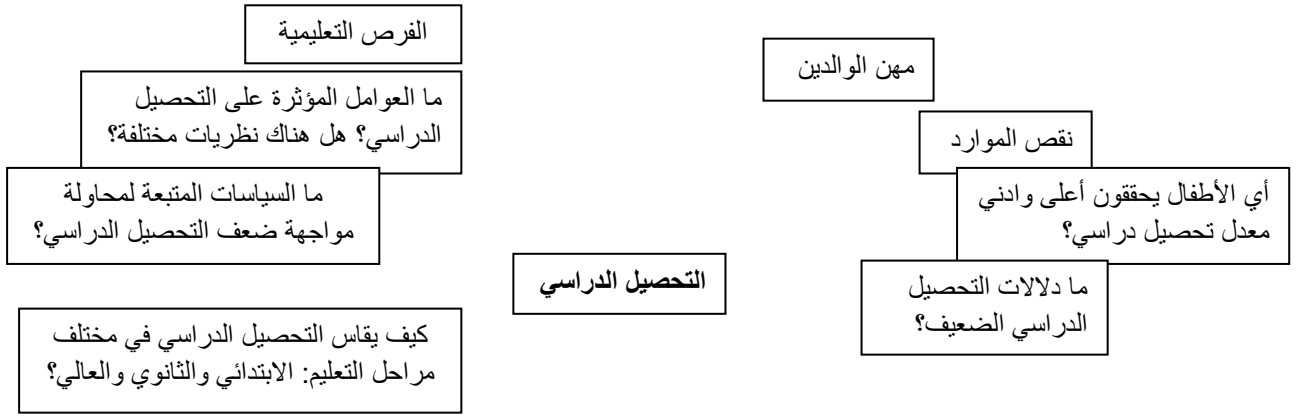 الفرص التعليمية
مهن الوالدين
ما العوامل المؤثرة على التحصيل
الدراسي؟ هل هناك نظريات مختلفة؟
نقص الموارد
ما السياسات المتبعة لمحاولة
مواجهة ضعف التحصيل الدراسي؟
أي الأطفال يحققون أعلى وادني
معدل تحصيل دراسي؟
التحصيل الدراسي
ما دلالات التحصيل
الدراسي الضعيف؟
كيف يقاس التحصيل الدراسي في مختلف
مراحل التعليم: الابتدائي والثانوي والعالي؟